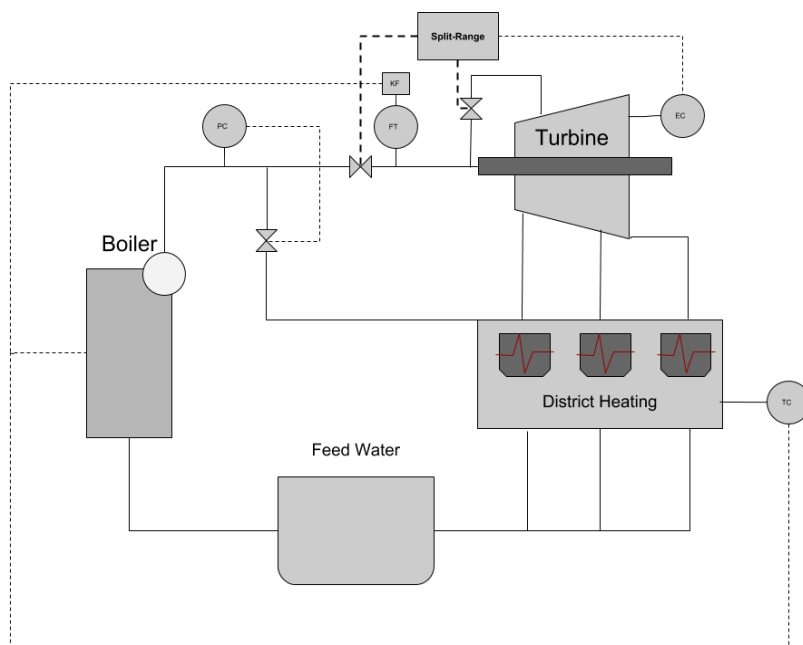 Split-Range
KF
PC
FT
EC
Turbine
Boiler
District Heating
TC
Feed Water